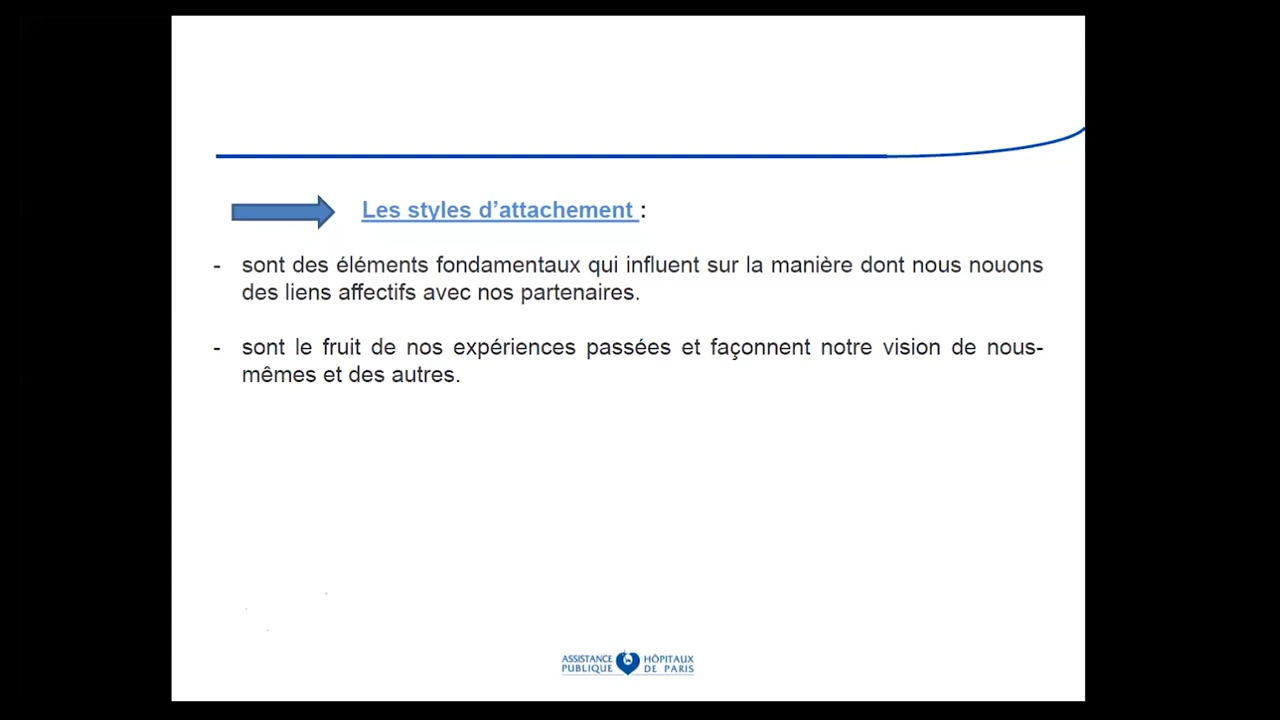 Les styles d’attachement :
- sont des éléments fondamentaux qui influent sur la manière dont nous nouons
des liens affectifs avec nos partenaires.
- sont le fruit de nos expériences passées et façonnent notre vision de nous-
mêmes et des autres.
ASSISTANCE HÔPITAUX
PUBLIQUE DE PARIS